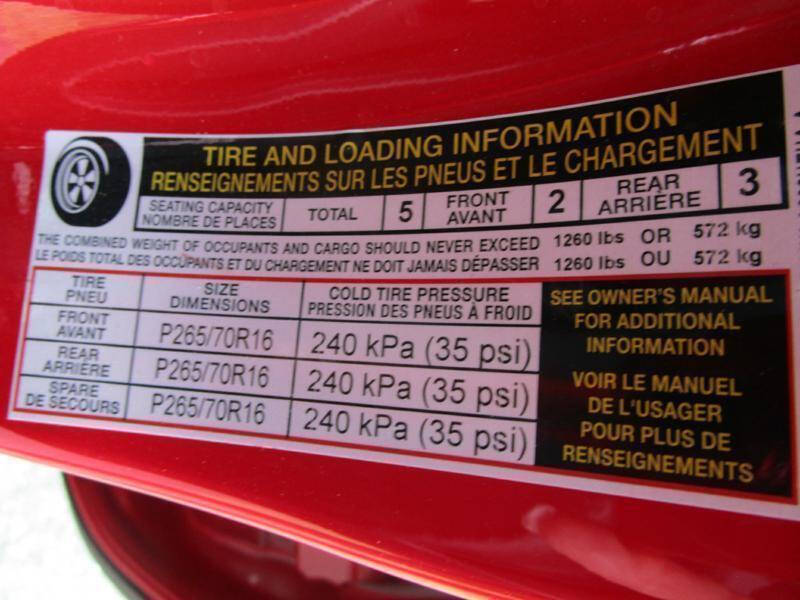 TIRE AND LOADING INFORMATION
RENSEIGNEMENTS SUR LES PNEUS ET LE CHARGEMENT
SEATING CAPACITY
NOMBRE DE PLACES
TOTAL 5
FRONT
AVANT
2
REAR
ARRIÈRE
3
THE COMBINED WEIGHT OF OCCUPANTS AND CARGO SHOULD NEVER EXCEED 1260 lbs OR 572 kg
LE POIDS TOTAL DES OCCUPANTS ET DU CHARGEMENT NE DOIT JAMAIS DÉPASSER 1260 lbs OU 572 kg
TIRE
PNEU
SIZE
DIMENSIONS
COLD TIRE PRESSURE
PRESSION DES PNEUS À FROID
FRONT
AVANT
P265/70R16 240 kPa (35 psi)
REAR
ARRIÈRE
P265/70R16 240 kPa (35 psi)
SPARE
DE SECOURS
P265/70R16 240 kPa (35 psi)
SEE OWNER'S MANUAL
FOR ADDITIONAL
INFORMATION
VOIR LE MANUEL
DE L'USAGER
POUR PLUS DE
RENSEIGNEMENTS